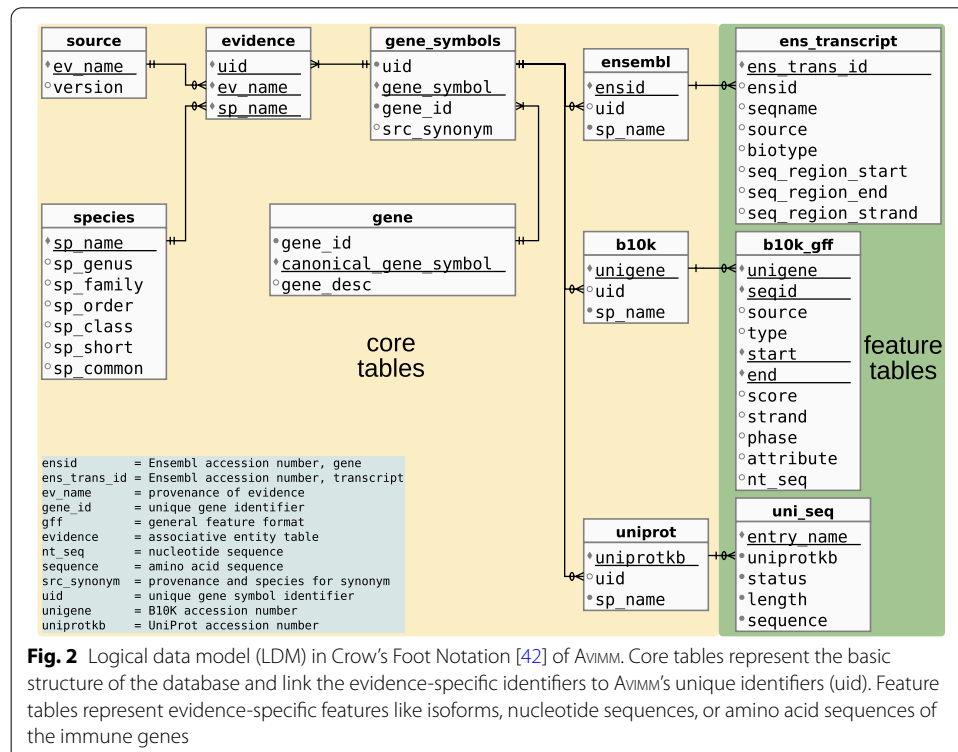 source
ev_name
version
evidence
uid
ev_name
sp_name
gene_symbols
uid
gene_symbol
gene_id
src_synonym
ensembl
ensid
uid
sp_name
ens_transcript
ens_trans_id
ensid
seqname
source
biotype
seq_region_start
seq_region_end
seq_region_strand
species
sp_name
sp_genus
sp_family
sp_order
sp_class
sp_short
sp_common
gene
gene_id
canonical_gene_symbol
gene_desc
core
tables
b10k
unigene
uid
sp_name
b10k_gff
unigene
seqid
source
type
start
end
score
strand
phase
attribute
nt_seq
feature
tables
ensid = Ensembl accession number, gene
ens_trans_id = Ensembl accession number, transcript
ev_name = provenance of evidence
gene_id = unique gene identifier
gff = general feature format
evidence = associative entity table
nt_seq = nucleotide sequence
sequence = amino acid sequence
src_synonym = provenance and species for synonym
uid = unique gene symbol identifier
unigene = B10K accession number
uniprotkb = UniProt accession number
uniprot
uniprotkb
uid
sp_name
uni_seq
entry_name
uniprotkb
status
length
sequence
Fig. 2 Logical data model (LDM) in Crow's Foot Notation [42] of AVIMM. Core tables represent the basic
structure of the database and link the evidence-specific identifiers to AVIMM's unique identifiers (uid). Feature
tables represent evidence-specific features like isoforms, nucleotide sequences, or amino acid sequences of
the immune genes